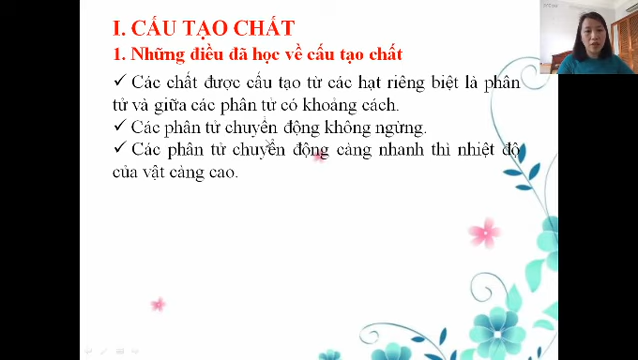 I. CẤU TẠO CHẤT
1. Những điều đã học về cấu tạo chất
✓ Các chất được cấu tạo từ các hạt riêng biệt là phân
tử và giữa các phân tử có khoảng cách.
✓ Các phân tử chuyển động không ngừng.
✓ Các phân tử chuyển động càng nhanh thì nhiệt độ
của vật càng cao.